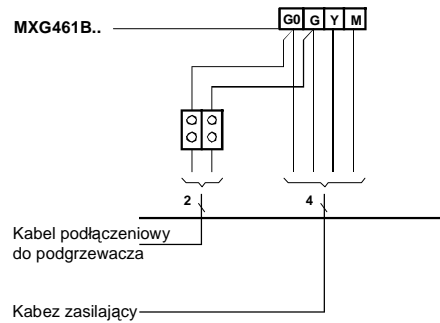 MXG461B..
G0 G Y M
2
4
Kabel podłączeniowy
do podgrzewacza
Kabez zasilający